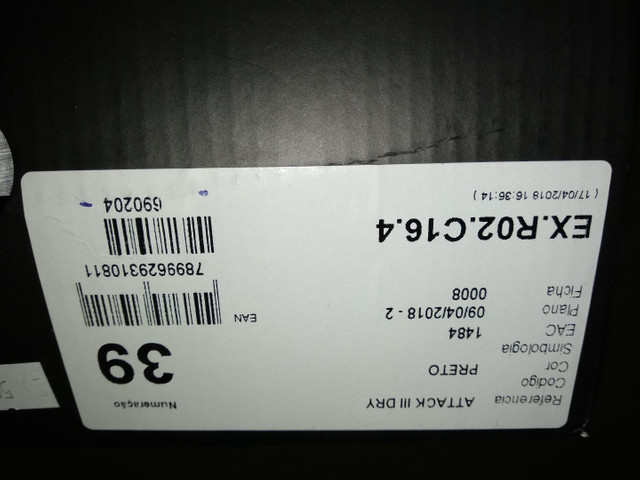 Referencia ATTACK III DRY
Numeração
39
Codigo
Cor PRETO
Simbologia
EAC 1484
Plano 09/04/2018 - 2
Ficha 0008
EAN
7899629310811
EX.R02.C16.4
690204
( 17/04/2018 16:36:14 )